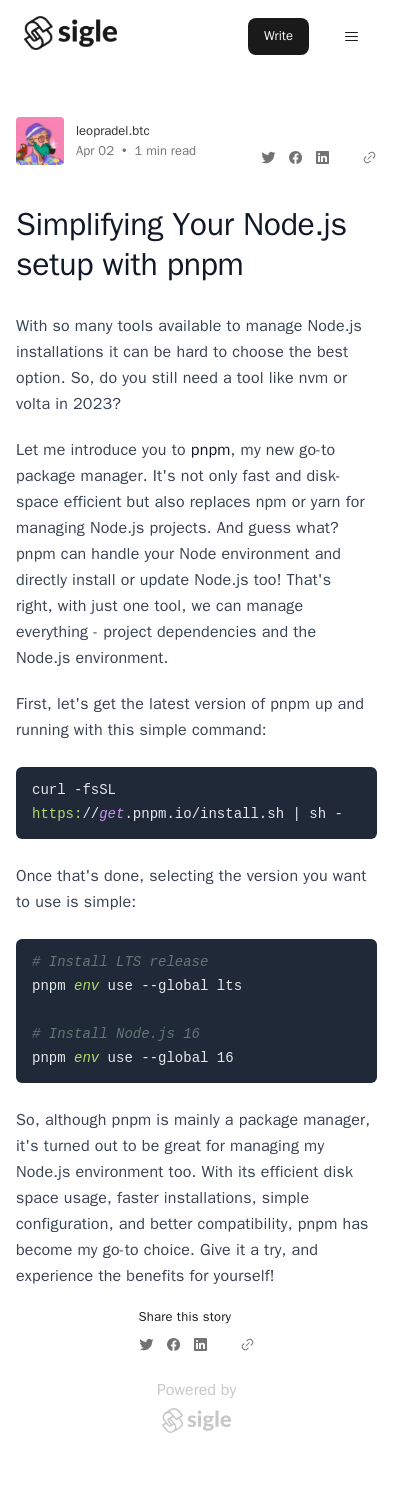 sigle
Write
leopradel.btc
Apr 02 • 1 min read
Simplifying Your Node.js
setup with pnpm
With so many tools available to manage Node.js
installations it can be hard to choose the best
option. So, do you still need a tool like nvm or
volta in 2023?
Let me introduce you to pnpm, my new go-to
package manager. It's not only fast and disk-
space efficient but also replaces npm or yarn for
managing Node.js projects. And guess what?
pnpm can handle your Node environment and
directly install or update Node.js too! That's
right, with just one tool, we can manage
everything - project dependencies and the
Node.js environment.
First, let's get the latest version of pnpm up and
running with this simple command:
curl -fsSL
https://get.pnpm.io/install.sh | sh -
Once that's done, selecting the version you want
to use is simple:
# Install LTS release
pnpm env use --global lts
# Install Node.js 16
pnpm env use --global 16
So, although pnpm is mainly a package manager,
it's turned out to be great for managing my
Node.js environment too. With its efficient disk
space usage, faster installations, simple
configuration, and better compatibility, pnpm has
become my go-to choice. Give it a try, and
experience the benefits for yourself!
Share this story
Powered by
sigle